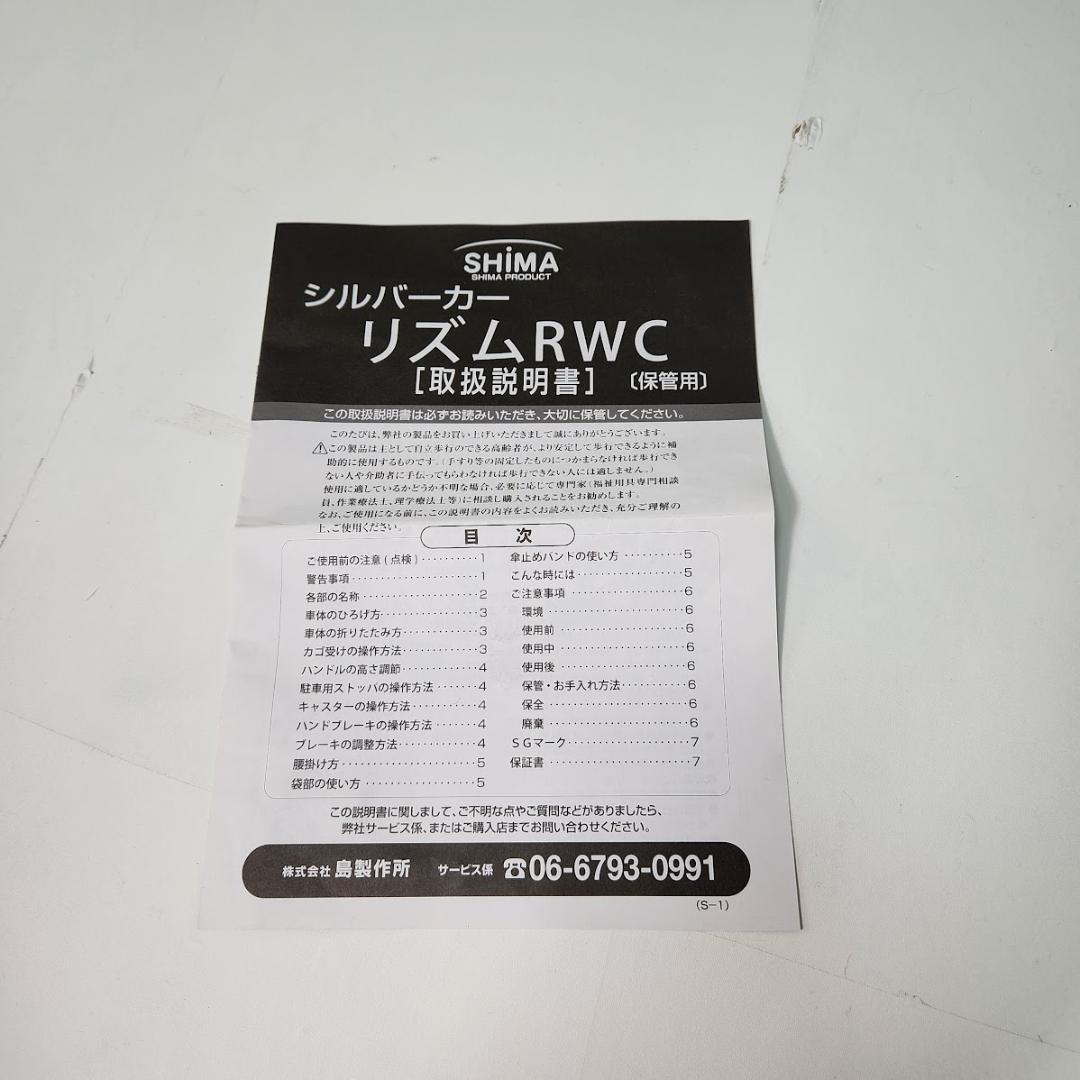 SHiMA
SHIMA PRODUCT
シルバーカー
リズムRWC
[取扱説明書] 〔保管用〕
この取扱説明書は必ずお読みいただき、大切に保管してください。
このたびは、弊社の製品をお買い上げいただきまして誠にありがとうございます。
⚠この製品は主として自立歩行のできる高齢者が、より安定して歩行できるように補
助的に使用するものです。(手すり等の固定したものにつかまらなければ歩行でき
ない人や介助者に手伝ってもらわなければ歩行できない人には適しません。)
使用に適しているかどうか不明な場合、必要に応じて専門家(福祉用具専門相談
員、作業療法士、理学療法士等)に相談し購入されることをお勧めします。
なお、ご使用になる前に、この説明書の内容をよくお読みいただき、充分ご理解の
上、ご使用ください。
目 次
ご使用前の注意(点検)··········1
警告事項······················1
各部の名称····················2
車体のひろげ方················3
車体の折りたたみ方············3
カゴ受けの操作方法············3
ハンドルの高さ調節············4
駐車用ストッパの操作方法·······4
キャスターの操作方法···········4
ハンドブレーキの操作方法·······4
ブレーキの調整方法·············4
腰掛け方······················5
袋部の使い方··················5
傘止めバンドの使い方··········5
こんな時には··················5
ご注意事項····················6
環境························6
使用前······················6
使用中······················6
使用後······················6
保管・お手入れ方法···········6
保全························6
廃棄························6
SGマーク·····················7
保証書························7
この説明書に関しまして、ご不明な点やご質問などがありましたら、
弊社サービス係、またはご購入店までお問い合わせください。
株式会社 島製作所 サービス係 ☎06-6793-0991
(S-1)